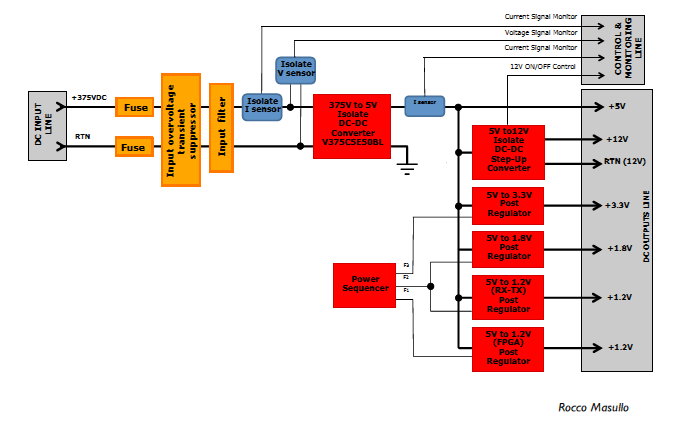 Current Signal Monitor
Voltage Signal Monitor
Current Signal Monitor
12V ON/OFF Control
CONTROL &
MONITORING
LINE
Isolate
V sensor
+375VDC
RTN
DC INPUT
LINE
Fuse
Fuse
Input overvoltage
transient
suppressor
Input filter
Isolate
I sensor
375V to 5V
Isolate
DC-DC
Converter
V375C5E50BL
I sensor
5V to12V
Isolate
DC-DC
Step-Up
Converter
5V to 3.3V
Post
Regulator
5V to 1.8V
Post
Regulator
5V to 1.2V
(RX-TX)
Post
Regulator
5V to 1.2V
(FPGA)
Post
Regulator
Power
Sequencer
F3
F2
F1
+5V
+12V
RTN (12V)
+3.3V
+1.8V
+1.2V
+1.2V
DC OUTPUTS LINE
Rocco Masullo